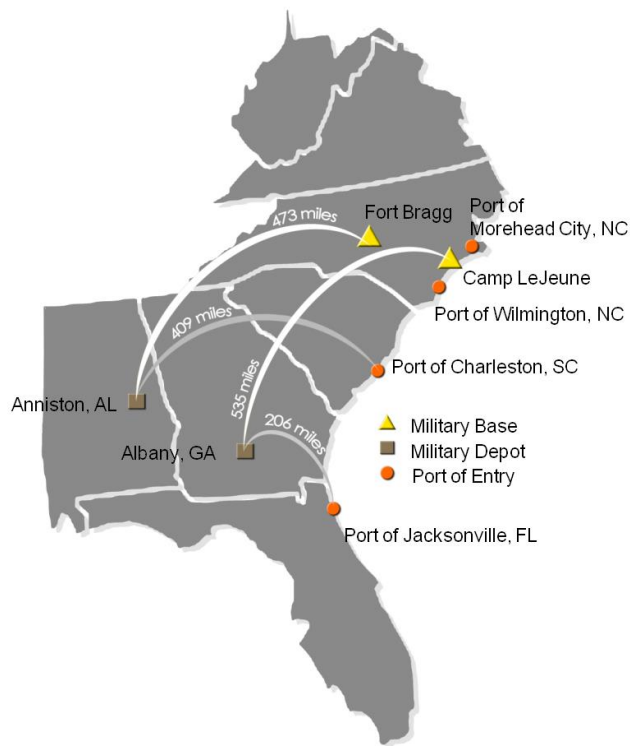 473 miles
Fort Bragg
Port of
Morehead City, NC
Camp LeJeune
Port of Wilmington, NC
409 miles
Port of Charleston, SC
535 miles
Anniston, AL
206 miles
Albany, GA
Military Base
Military Depot
Port of Entry
Port of Jacksonville, FL